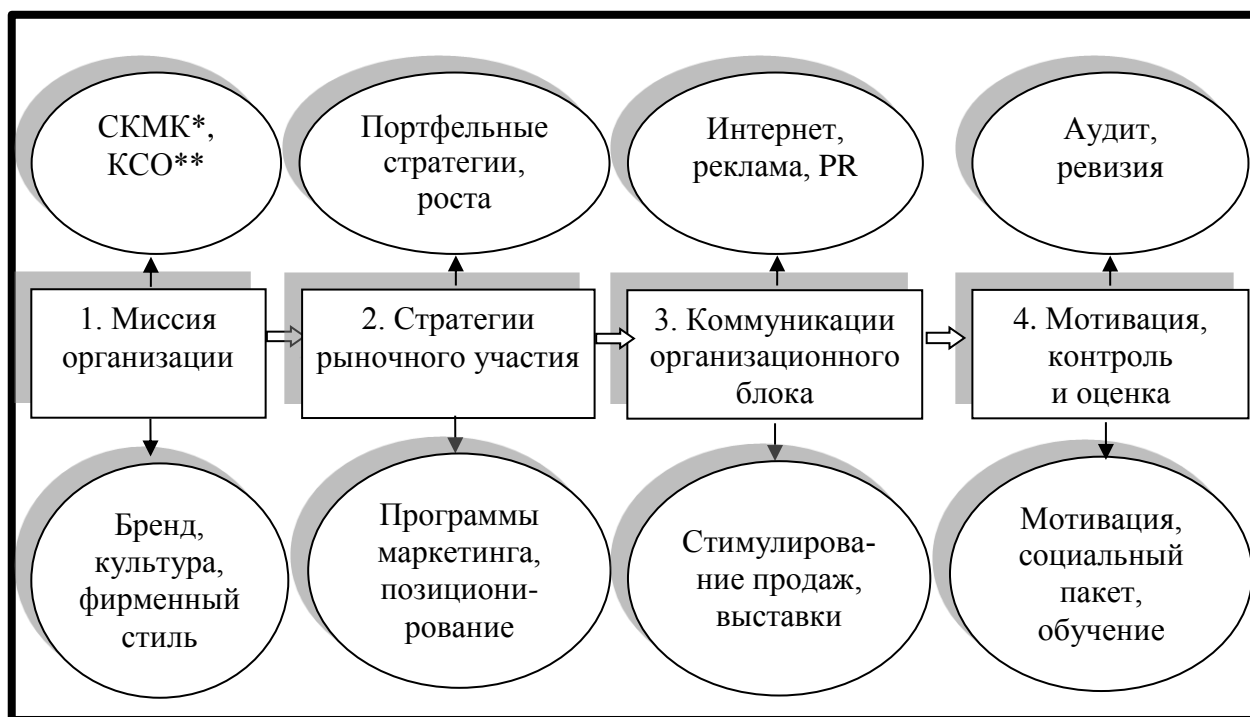 СКМК*,
КСО**
Портфельные
стратегии,
роста
Интернет,
реклама, PR
Аудит,
ревизия
1. Миссия
организации
2. Стратегии
рыночного участия
3. Коммуникации
организационного
блока
4. Мотивация,
контроль
и оценка
Бренд,
культура,
фирменный
стиль
Программы
маркетинга,
позициони-
рование
Стимулирова-
ние продаж,
выставки
Мотивация,
социальный
пакет,
обучение